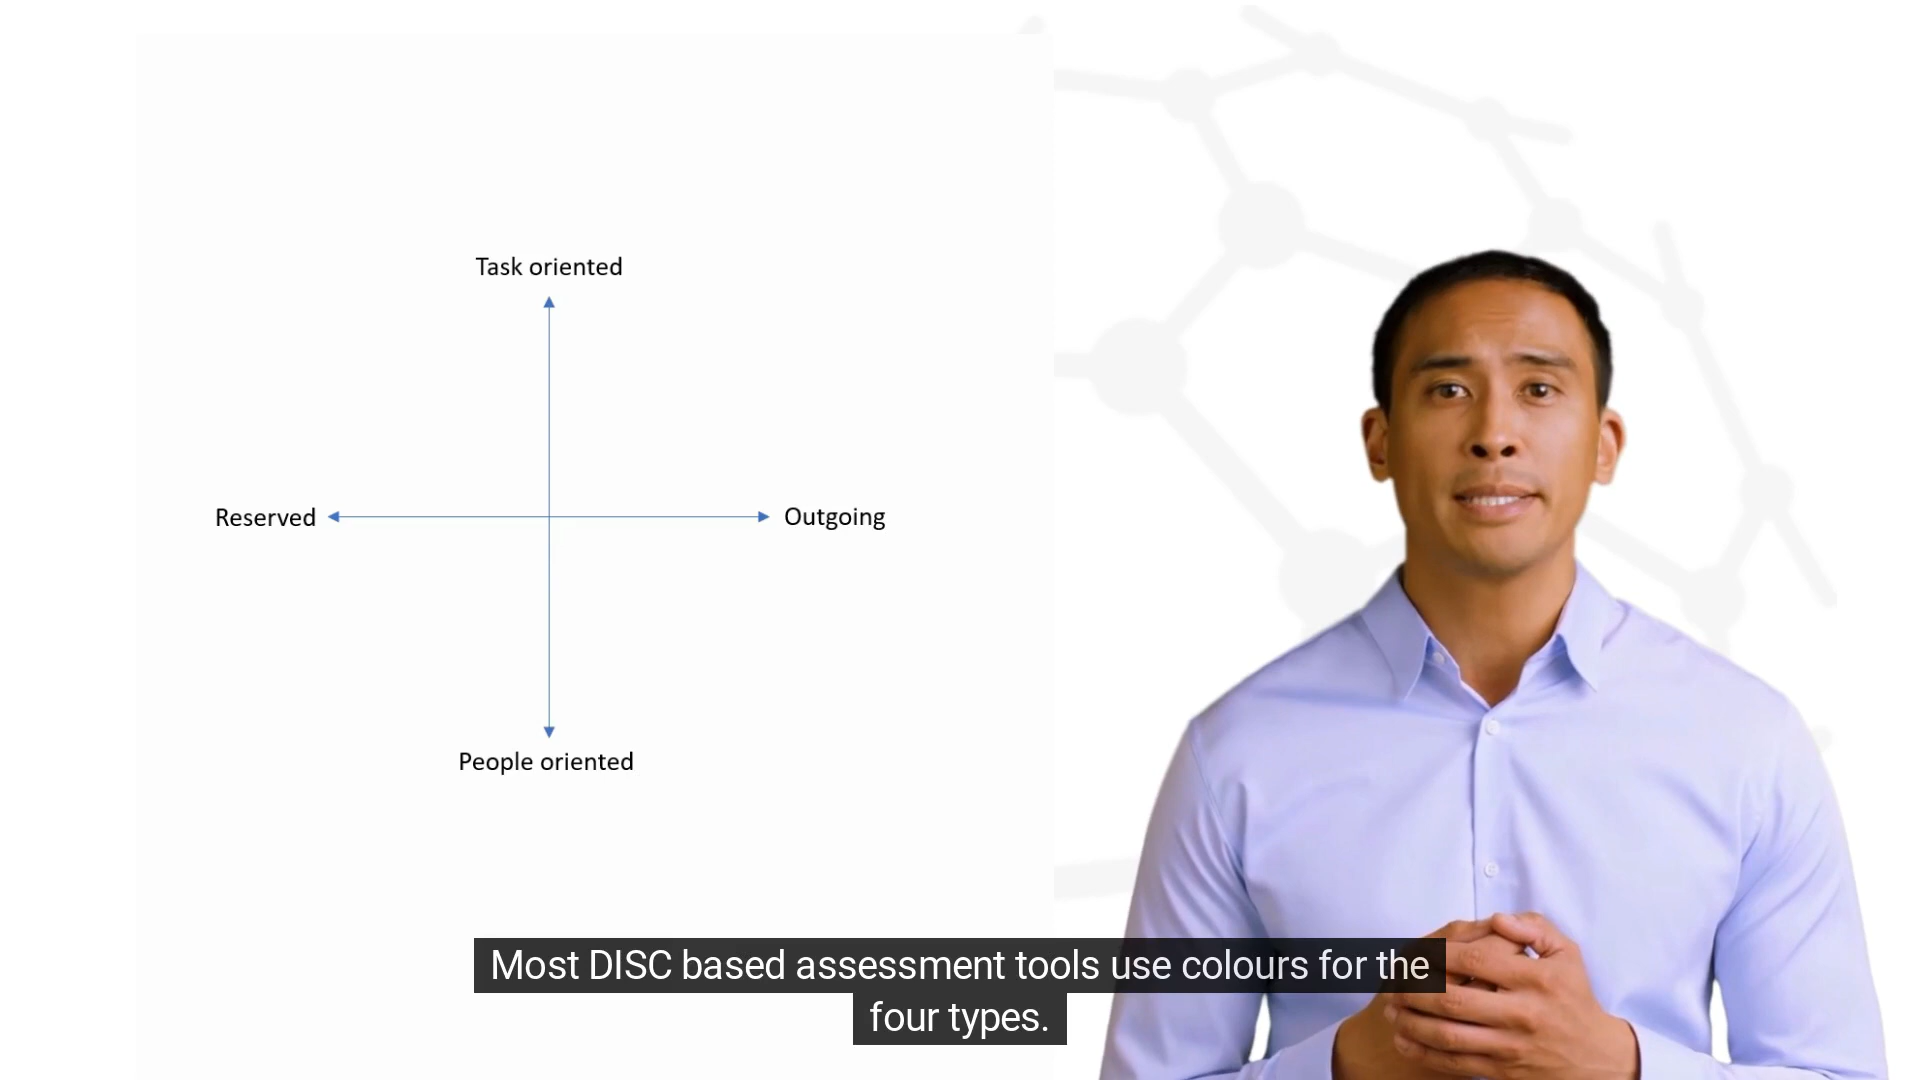 Task oriented
Reserved
Outgoing
People oriented
Most DISC based assessment tools use colours for the
four types.